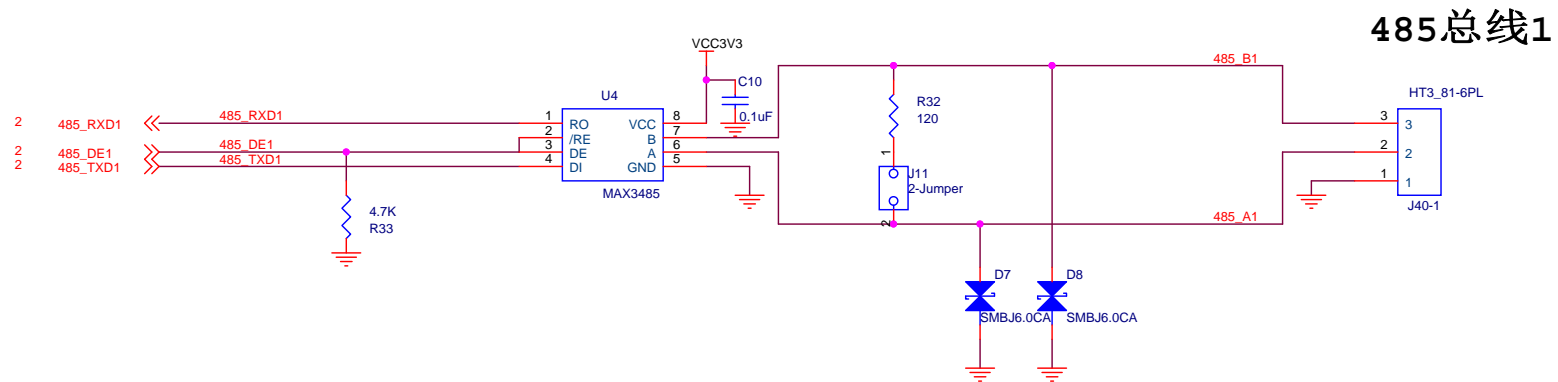 485总线1
VCC3V3
485_B1
C10
0.1uF
U4
R32
120
HT3_81-6PL
2 485_RXD1 485_RXD1
1 RO VCC 8
2 /RE B 7
2 485_DE1 485_DE1
3 DE A 6
2 485_TXD1 485_TXD1
4 DI GND 5
MAX3485
1
J11
2-Jumper
2
3 3
2 2
1 1
J40-1
4.7K
R33
485_A1
D7
SMBJ6.0CA
D8
SMBJ6.0CA